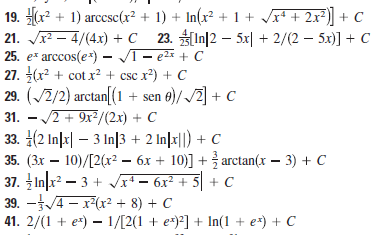 19. ½[(x² + 1) arccsc(x² + 1) + ln(x² + 1 + √x⁴ + 2x²)] + C
21. √x² − 4/(4x) + C 23. 4/25[ln|2 − 5x| + 2/(2 − 5x)] + C
25. eˣ arccos(eˣ) − √1 − e²ˣ + C
27. ½(x² + cot x² + csc x²) + C
29. (√2/2) arctan[(1 + sen θ)/√2] + C
31. −√2 + 9x²/(2x) + C
33. ¼(2 ln|x| − 3 ln|3 + 2 ln|x||) + C
35. (3x − 10)/[2(x² − 6x + 10)] + 3/2 arctan(x − 3) + C
37. ½ ln|x² − 3 + √x⁴ − 6x² + 5| + C
39. −⅓√4 − x²(x² + 8) + C
41. 2/(1 + eˣ) − 1/[2(1 + eˣ)²] + ln(1 + eˣ) + C